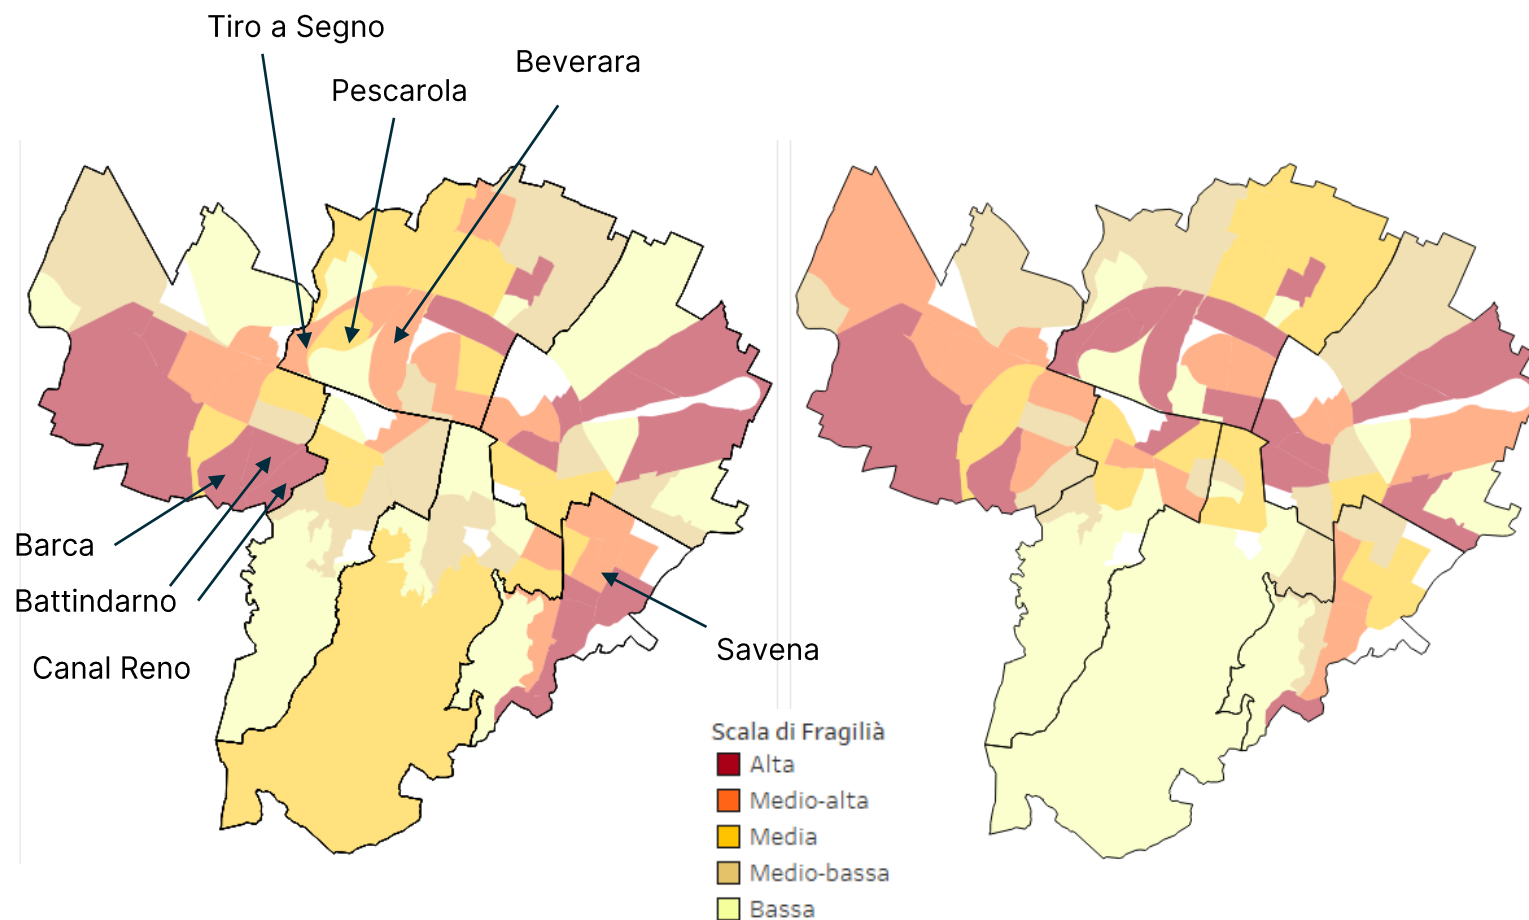 Tiro a Segno
Beverara
Pescarola
Barca
Battindarno
Canal Reno
Savena
Scala di Fragilià
Alta
Medio-alta
Media
Medio-bassa
Bassa